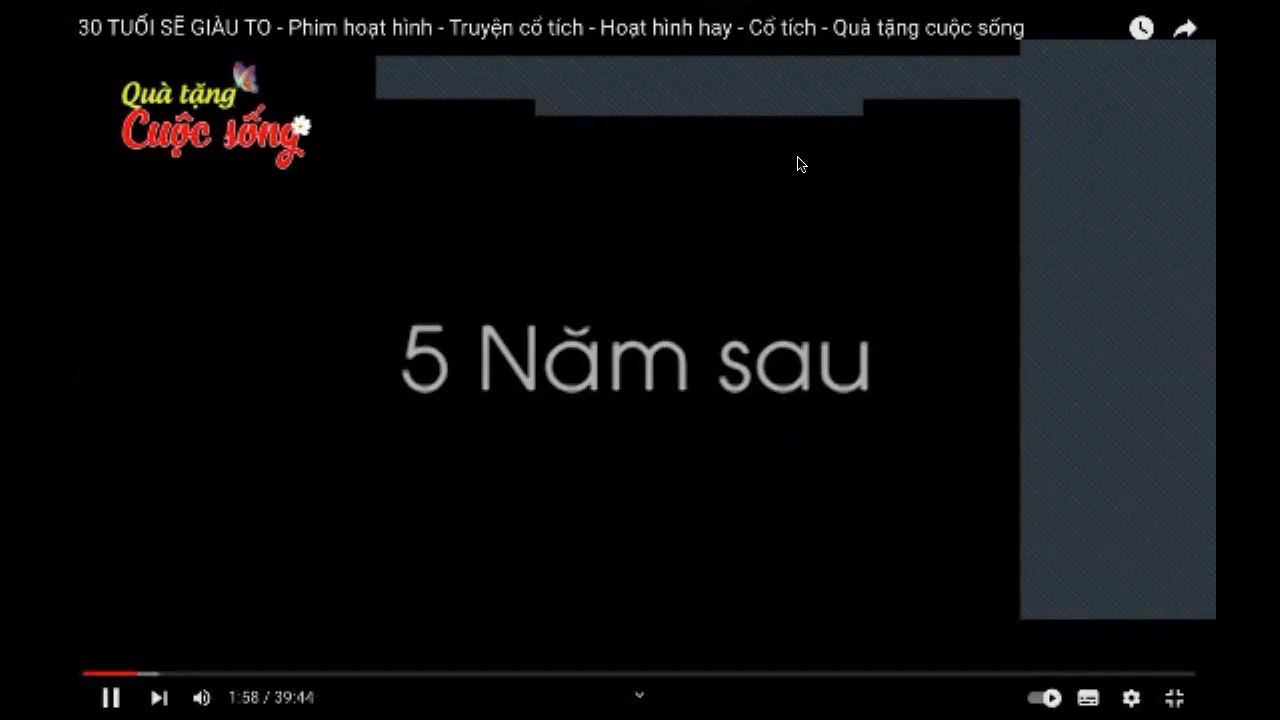 30 TUỔI SẼ GIÀU TO - Phim hoạt hình - Truyện cổ tích - Hoạt hình hay - Cổ tích - Quà tặng cuộc sống
Quà tặng
Cuộc sống
5 Năm sau
1:58 / 39:44